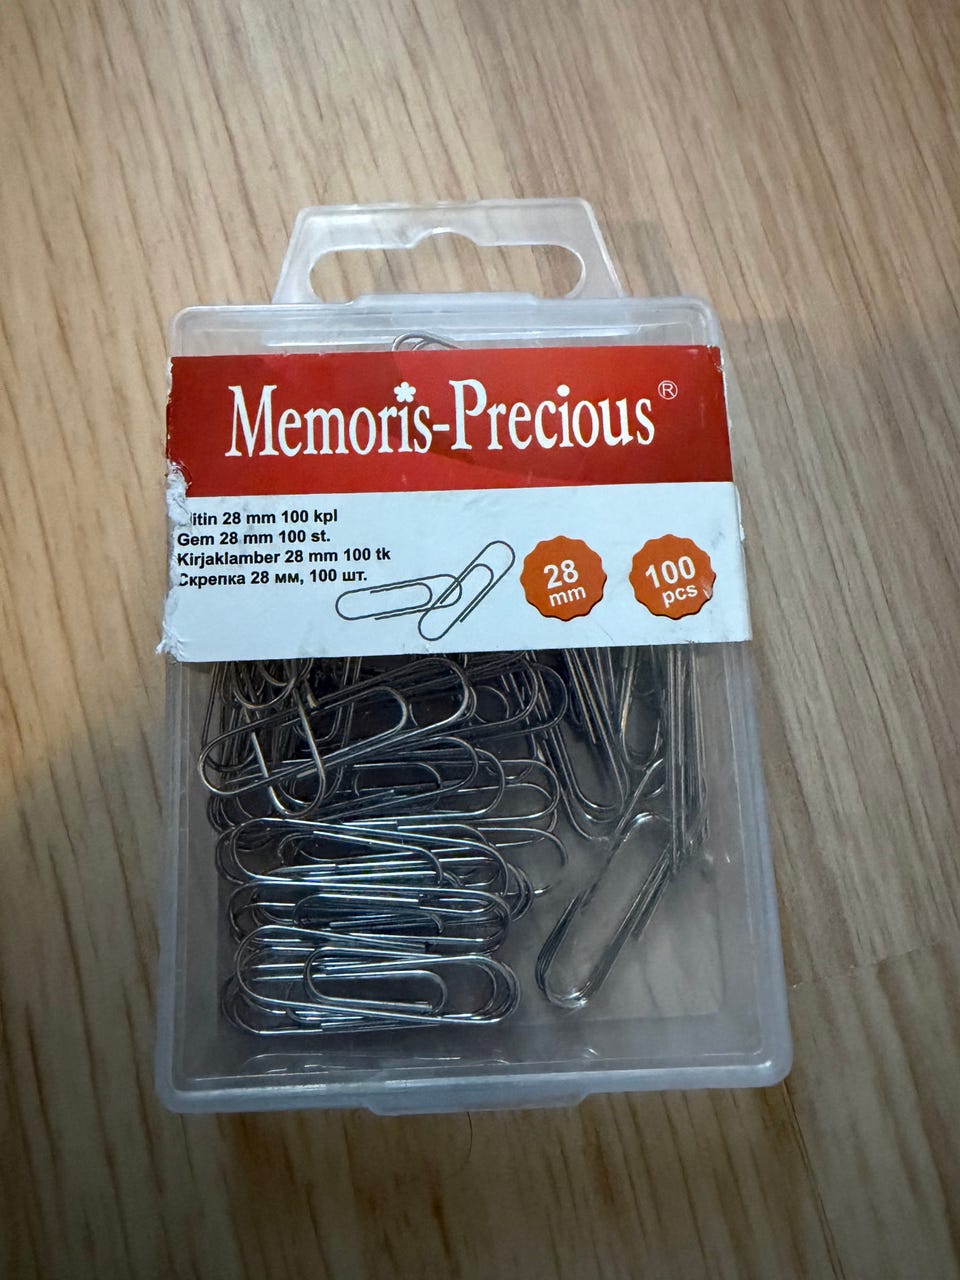 Memoris-Precious®
28 mm 100 kpl
Gem 28 mm 100 st.
Kirjaklamber 28 mm 100 tk
Скрепка 28 мм, 100 шт.
28
mm
100
pcs